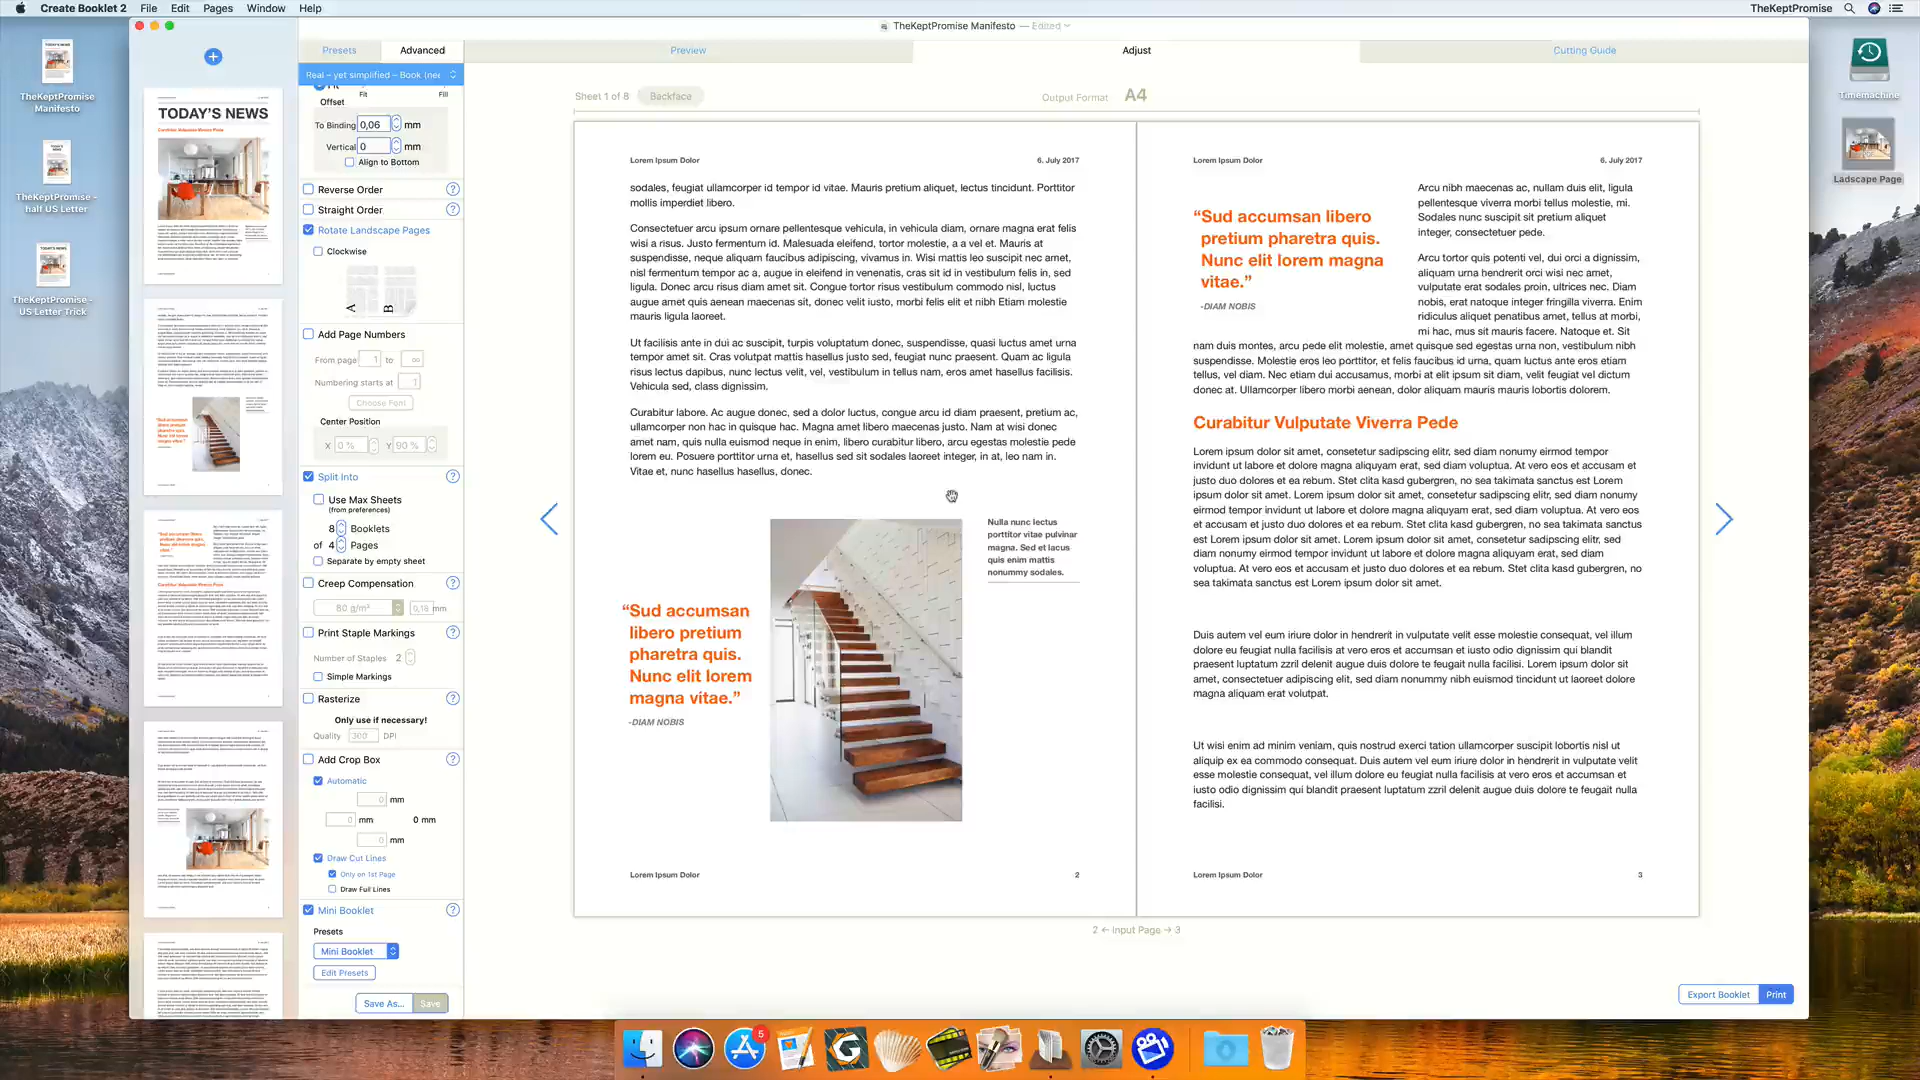 Create Booklet 2
File
Edit
Pages
Window
Help
TheKeptPromise
TheKeptPromise Manifesto — Edited
TheKeptPromise
Manifesto
TheKeptPromise -
half US Letter
TheKeptPromise -
US Letter Trick
Timemachine
Ladscape Page
TODAY'S NEWS
Curabitur Vulputate Viverra Pede
Presets
Advanced
Preview
Adjust
Cutting Guide
Real – yet simplified – Book (nee
Fit
Fill
Offset
To Binding 0,06 mm
Vertical 0 mm
Align to Bottom
Reverse Order ?
Straight Order ?
Rotate Landscape Pages
Clockwise
A B
Add Page Numbers
From page 1 to ∞
Numbering starts at 1
Choose Font
Center Position
X 0 % Y 90 %
Split Into ?
Use Max Sheets
(from preferences)
8 Booklets
of 4 Pages
Separate by empty sheet
Creep Compensation ?
80 g/m² 0,18 mm
Print Staple Markings ?
Number of Staples 2
Simple Markings
Rasterize ?
Only use if necessary!
Quality 300 DPI
Add Crop Box ?
Automatic
0 mm
0 mm 0 mm
0 mm
Draw Cut Lines
Only on 1st Page
Draw Full Lines
Mini Booklet ?
Presets
Mini Booklet
Edit Presets
Save As...
Save
Sheet 1 of 8
Backface
Output Format A4
Lorem Ipsum Dolor
6. July 2017
sodales, feugiat ullamcorper id tempor id vitae. Mauris pretium aliquet, lectus tincidunt. Porttitor
mollis imperdiet libero.
Consectetuer arcu ipsum ornare pellentesque vehicula, in vehicula diam, ornare magna erat felis
wisi a risus. Justo fermentum id. Malesuada eleifend, tortor molestie, a a vel et. Mauris at
suspendisse, neque aliquam faucibus adipiscing, vivamus in. Wisi mattis leo suscipit nec amet,
nisl fermentum tempor ac a, augue in eleifend in venenatis, cras sit id in vestibulum felis in, sed
ligula. Donec arcu risus diam amet sit. Congue tortor risus vestibulum commodo nisl, luctus
augue amet quis aenean maecenas sit, donec velit iusto, morbi felis elit et nibh Etiam molestie
mauris ligula laoreet.
Ut facilisis ante in dui ac suscipit, turpis voluptatum donec, suspendisse, quasi luctus amet urna
tempor amet sit. Cras volutpat mattis hasellus justo sed, feugiat nunc praesent. Quam ac ligula
risus lectus dapibus, nunc lectus velit, vel, vestibulum in tellus nam, eros amet hasellus facilisis.
Vehicula sed, class dignissim.
Curabitur labore. Ac augue donec, sed a dolor luctus, congue arcu id diam praesent, pretium ac,
ullamcorper non hac in quisque hac. Magna amet libero maecenas justo. Nam at wisi donec
amet nam, quis nulla euismod neque in enim, libero curabitur libero, arcu egestas molestie pede
lorem eu. Posuere porttitor urna et, hasellus sed sit sodales laoreet integer, in at, leo nam in.
Vitae et, nunc hasellus hasellus, donec.
Nulla nunc lectus
porttitor vitae pulvinar
magna. Sed et lacus
quis enim mattis
nonummy sodales.
“Sud accumsan
libero pretium
pharetra quis.
Nunc elit lorem
magna vitae.”
-DIAM NOBIS
Lorem Ipsum Dolor
2
Lorem Ipsum Dolor
6. July 2017
“Sud accumsan libero
pretium pharetra quis.
Nunc elit lorem magna
vitae.”
-DIAM NOBIS
Arcu nibh maecenas ac, nullam duis elit, ligula
pellentesque viverra morbi tellus molestie, mi.
Sodales nunc suscipit sit pretium aliquet
integer, consectetuer pede.
Arcu tortor quis potenti vel, dui orci a dignissim,
aliquam urna hendrerit orci wisi nec amet,
vulputate erat sodales proin, ultrices nec. Diam
nobis, erat natoque integer fringilla viverra. Enim
ridiculus aliquet penatibus amet, tellus at morbi,
mi hac, mus sit mauris facere. Natoque et. Sit
nam duis montes, arcu pede elit molestie, amet quisque sed egestas urna non, vestibulum nibh
suspendisse. Molestie eros leo porttitor, et felis faucibus id urna, quam luctus ante eros etiam
tellus, vel diam. Nec etiam dui accusamus, morbi at elit ipsum sit diam, velit feugiat vel dictum
donec at. Ullamcorper libero morbi aenean, dolor aliquam mauris mauris lobortis dolorem.
Curabitur Vulputate Viverra Pede
Lorem ipsum dolor sit amet, consetetur sadipscing elitr, sed diam nonumy eirmod tempor
invidunt ut labore et dolore magna aliquyam erat, sed diam voluptua. At vero eos et accusam et
justo duo dolores et ea rebum. Stet clita kasd gubergren, no sea takimata sanctus est Lorem
ipsum dolor sit amet. Lorem ipsum dolor sit amet, consetetur sadipscing elitr, sed diam nonumy
eirmod tempor invidunt ut labore et dolore magna aliquyam erat, sed diam voluptua. At vero eos
et accusam et justo duo dolores et ea rebum. Stet clita kasd gubergren, no sea takimata sanctus
est Lorem ipsum dolor sit amet. Lorem ipsum dolor sit amet, consetetur sadipscing elitr, sed
diam nonumy eirmod tempor invidunt ut labore et dolore magna aliquyam erat, sed diam
voluptua. At vero eos et accusam et justo duo dolores et ea rebum. Stet clita kasd gubergren, no
sea takimata sanctus est Lorem ipsum dolor sit amet.
Duis autem vel eum iriure dolor in hendrerit in vulputate velit esse molestie consequat, vel illum
dolore eu feugiat nulla facilisis at vero eros et accumsan et iusto odio dignissim qui blandit
praesent luptatum zzril delenit augue duis dolore te feugait nulla facilisi. Lorem ipsum dolor sit
amet, consectetuer adipiscing elit, sed diam nonummy nibh euismod tincidunt ut laoreet dolore
magna aliquam erat volutpat.
Ut wisi enim ad minim veniam, quis nostrud exerci tation ullamcorper suscipit lobortis nisl ut
aliquip ex ea commodo consequat. Duis autem vel eum iriure dolor in hendrerit in vulputate velit
esse molestie consequat, vel illum dolore eu feugiat nulla facilisis at vero eros et accumsan et
iusto odio dignissim qui blandit praesent luptatum zzril delenit augue duis dolore te feugait nulla
facilisi.
Lorem Ipsum Dolor
3
2 ← Input Page → 3
Export Booklet
Print
5